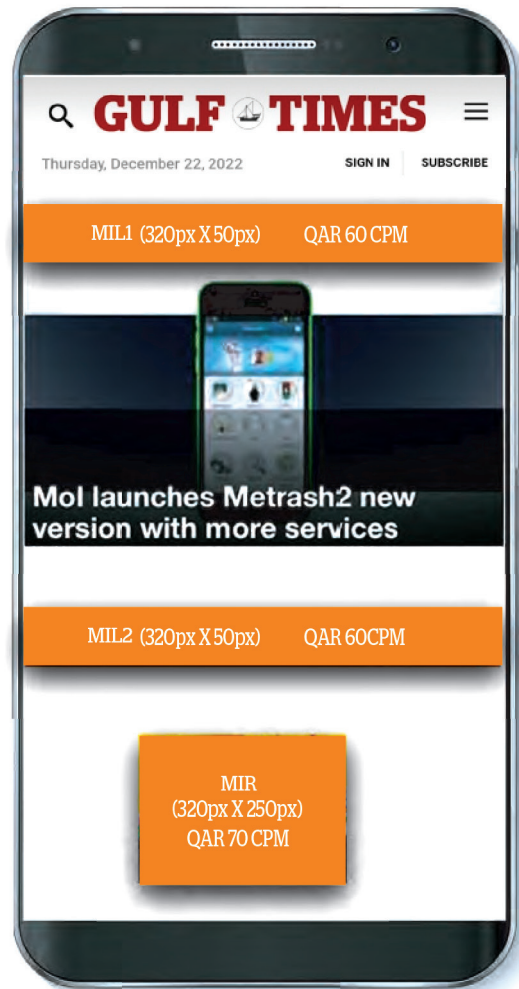 GULF TIMES
Thursday, December 22, 2022 SIGN IN SUBSCRIBE
MIL1 (320px X 50px) QAR 60 CPM
MoI launches Metrash2 new
version with more services
MIL2 (320px X 50px) QAR 60CPM
MIR
(320px X 250px)
QAR 70 CPM